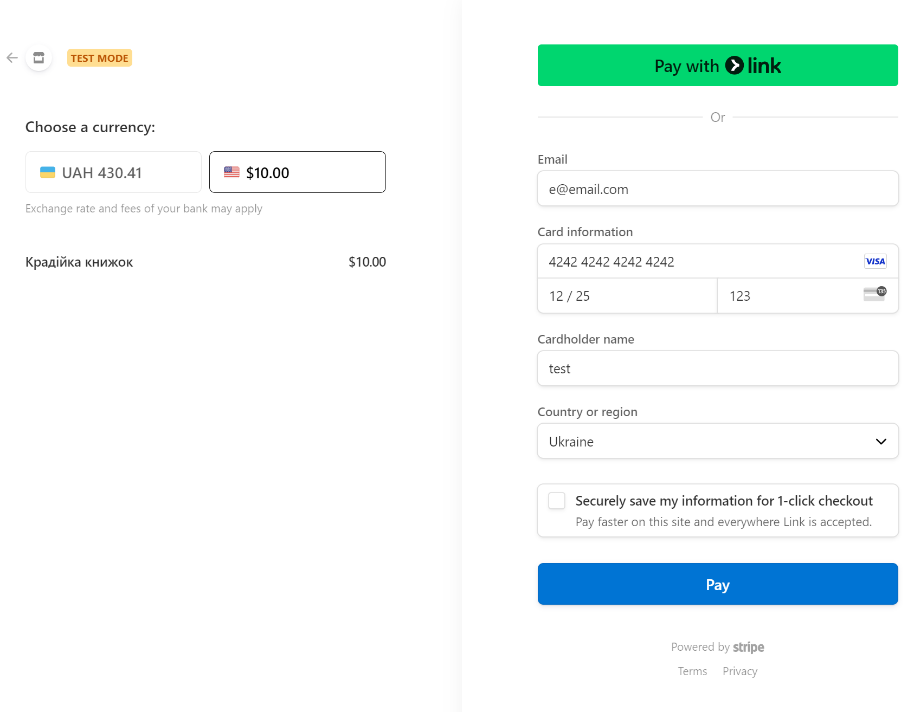 TEST MODE
Choose a currency:
UAH 430.41
$10.00
Exchange rate and fees of your bank may apply
Крадійка книжок $10.00
Pay with link
Or
Email
e@email.com
Card information
4242 4242 4242 4242 VISA
12 / 25 123
Cardholder name
test
Country or region
Ukraine
Securely save my information for 1-click checkout
Pay faster on this site and everywhere Link is accepted.
Pay
Powered by stripe
Terms Privacy